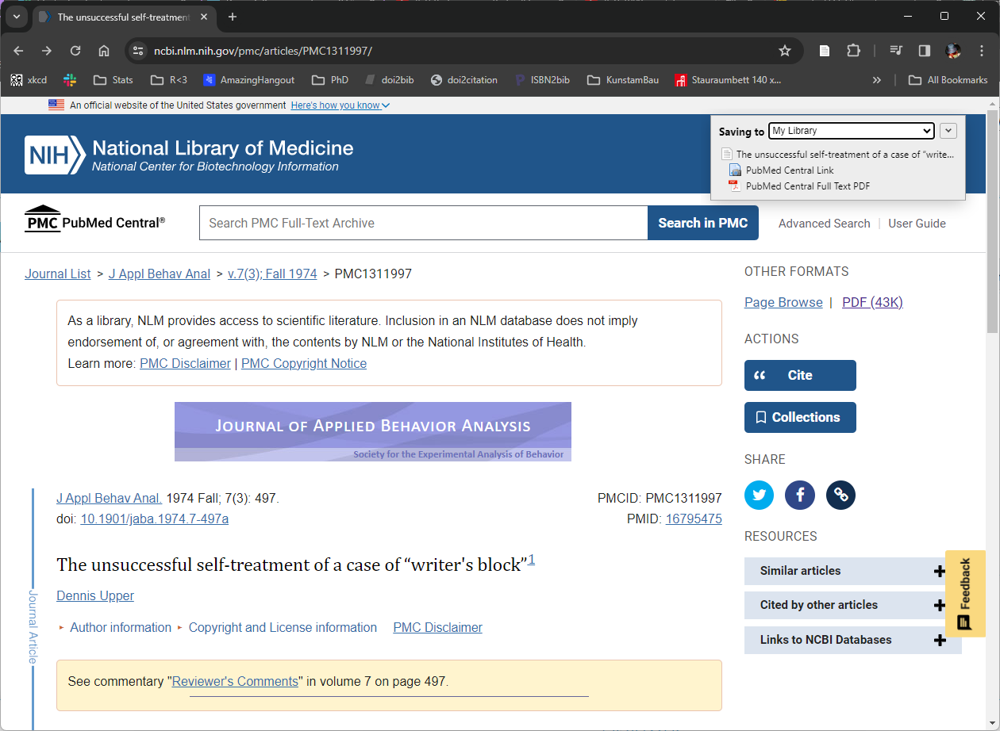 The unsuccessful self-treatment
ncbi.nlm.nih.gov/pmc/articles/PMC1311997/
xkcd
Stats
R<3
AmazingHangout
PhD
doi2bib
doi2citation
ISBN2bib
KunstamBau
Stauraumbett 140 x...
»
All Bookmarks
An official website of the United States government Here's how you know
Saving to My Library
The unsuccessful self-treatment of a case of “write...
PubMed Central Link
PubMed Central Full Text PDF
NIH National Library of Medicine
National Center for Biotechnology Information
PMC PubMed Central®
Search PMC Full-Text Archive
Search in PMC
Advanced Search | User Guide
Journal List > J Appl Behav Anal > v.7(3); Fall 1974 > PMC1311997
As a library, NLM provides access to scientific literature. Inclusion in an NLM database does not imply
endorsement of, or agreement with, the contents by NLM or the National Institutes of Health.
Learn more: PMC Disclaimer | PMC Copyright Notice
Journal of Applied Behavior Analysis
Society for the Experimental Analysis of Behavior
J Appl Behav Anal. 1974 Fall; 7(3): 497.
PMCID: PMC1311997
doi: 10.1901/jaba.1974.7-497a
PMID: 16795475
The unsuccessful self-treatment of a case of “writer's block”1
Dennis Upper
Author information Copyright and License information PMC Disclaimer
Journal Article
See commentary "Reviewer's Comments" in volume 7 on page 497.
OTHER FORMATS
Page Browse | PDF (43K)
ACTIONS
Cite
Collections
SHARE
RESOURCES
Similar articles
Cited by other articles
Links to NCBI Databases
Feedback